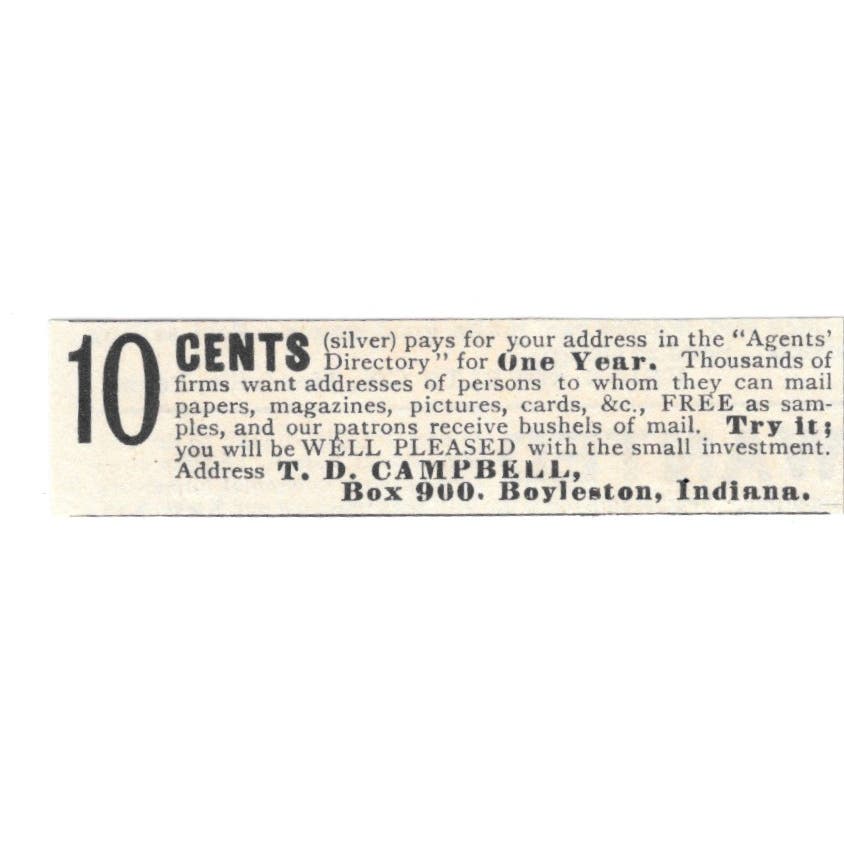 10 CENTS (silver) pays for your address in the "Agents'
Directory" for One Year. Thousands of
firms want addresses of persons to whom they can mail
papers, magazines, pictures, cards, &c., FREE as sam-
ples, and our patrons receive bushels of mail. Try it;
you will be WELL PLEASED with the small investment.
Address T. D. CAMPBELL,
Box 900. Boyleston, Indiana.